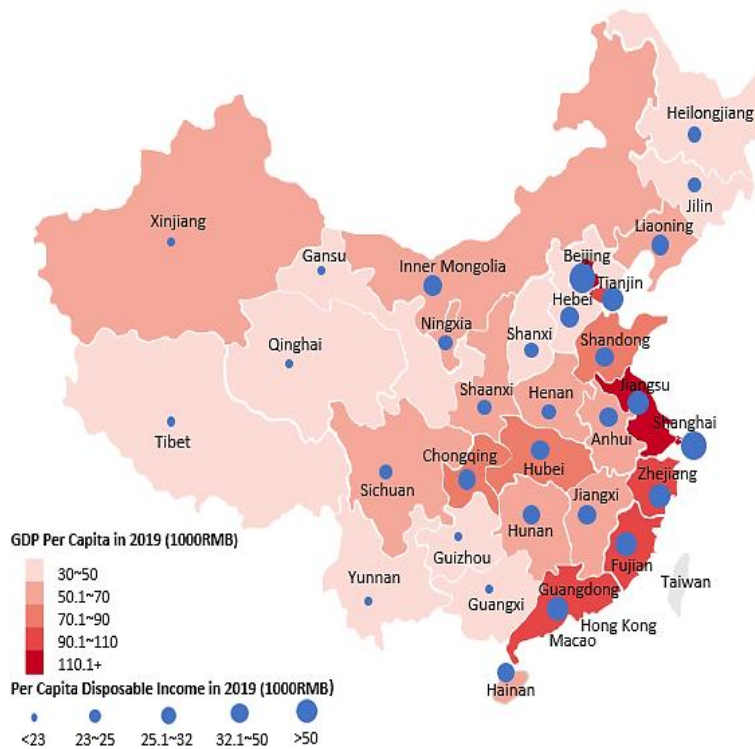 Heilongjiang
Jilin
Xinjiang
Liaoning
Gansu
Inner Mongolia
Beijing
Tianjin
Hebei
Ningxia
Shanxi
Qinghai
Shandong
Shaanxi
Henan
Jiangsu
Tibet
Anhui
Shanghai
Chongqing
Hubei
Sichuan
Zhejiang
Jiangxi
Hunan
GDP Per Capita in 2019 (1000RMB)
30~50
50.1~70
70.1~90
90.1~110
110.1+
Guizhou
Fujian
Yunnan
Guangxi
Guangdong
Taiwan
Hong Kong
Macao
Hainan
Per Capita Disposable Income in 2019 (1000RMB)
<23 23~25 25.1~32 32.1~50 >50